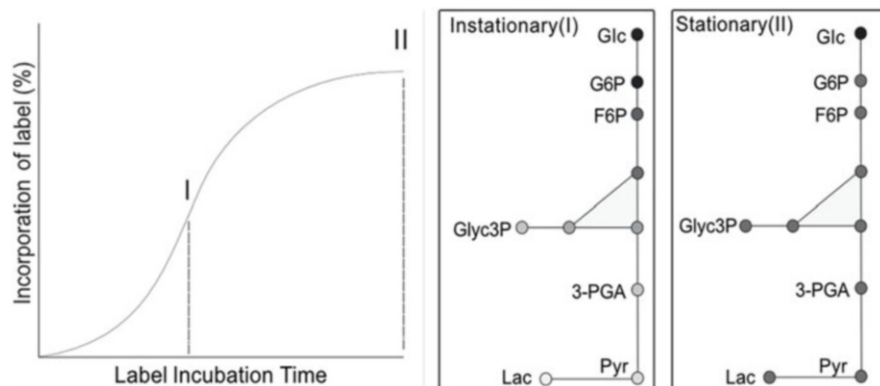 Incorporation of label (%)
I
II
Label Incubation Time
Instationary(I)
Glc
G6P
F6P
Glyc3P
3-PGA
Pyr
Lac
Stationary(II)
Glc
G6P
F6P
Glyc3P
3-PGA
Pyr
Lac